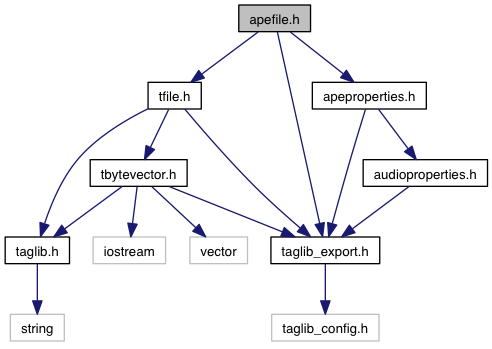 apefile.h
tfile.h
apeproperties.h
tbytevector.h
audioproperties.h
taglib.h
iostream
vector
taglib_export.h
string
taglib_config.h